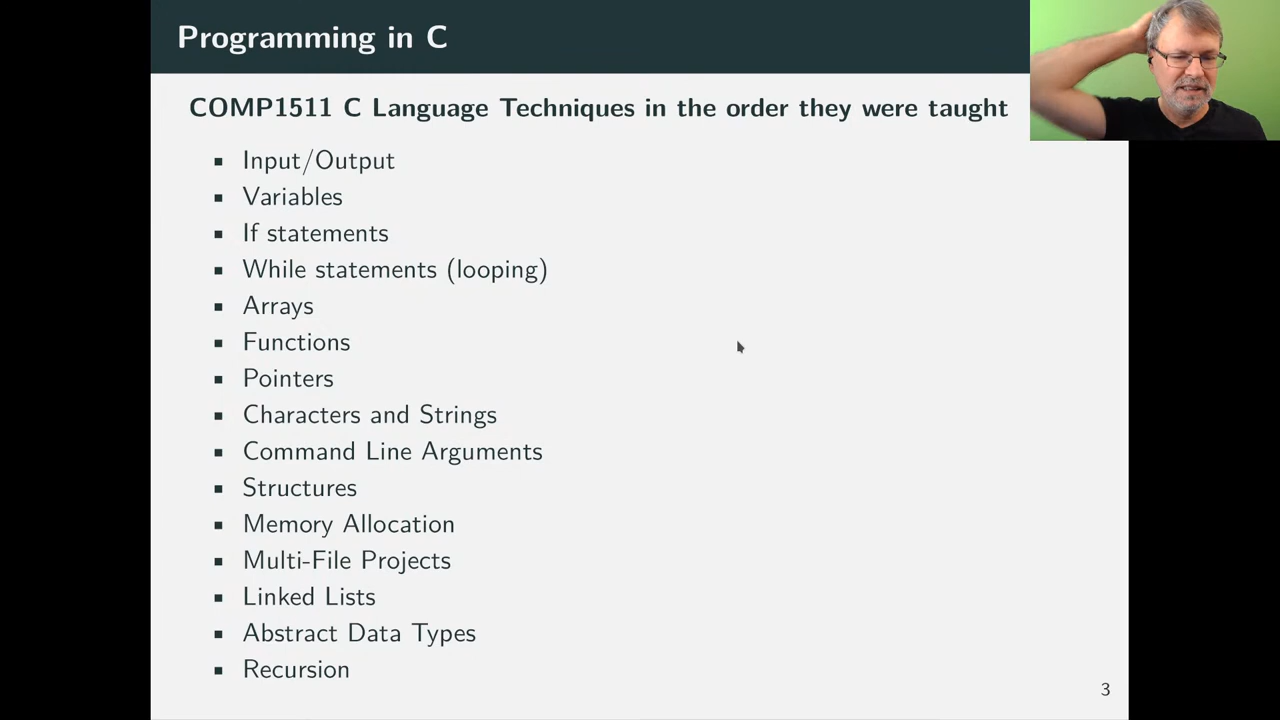 Programming in C
COMP1511 C Language Techniques in the order they were taught
▪ Input/Output
▪ Variables
▪ If statements
▪ While statements (looping)
▪ Arrays
▪ Functions
▪ Pointers
▪ Characters and Strings
▪ Command Line Arguments
▪ Structures
▪ Memory Allocation
▪ Multi-File Projects
▪ Linked Lists
▪ Abstract Data Types
▪ Recursion
3